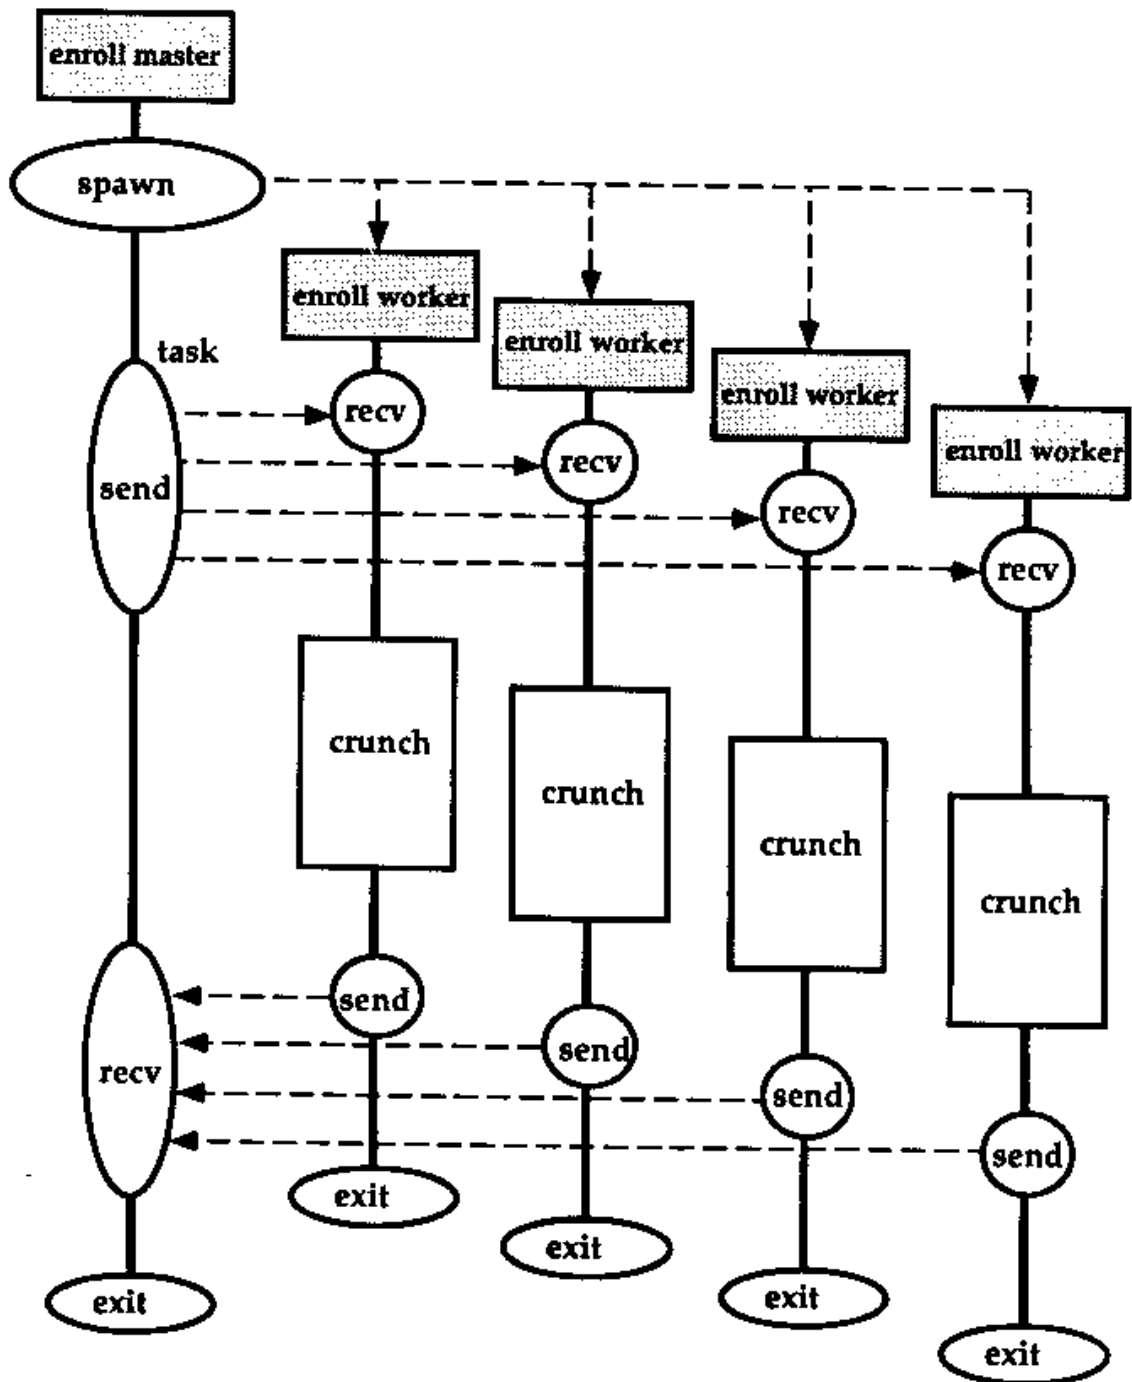 enroll master
spawn
enroll worker
enroll worker
task
enroll worker
recv
enroll worker
recv
send
recv
recv
crunch
crunch
crunch
crunch
send
send
recv
send
send
exit
exit
exit
exit
exit